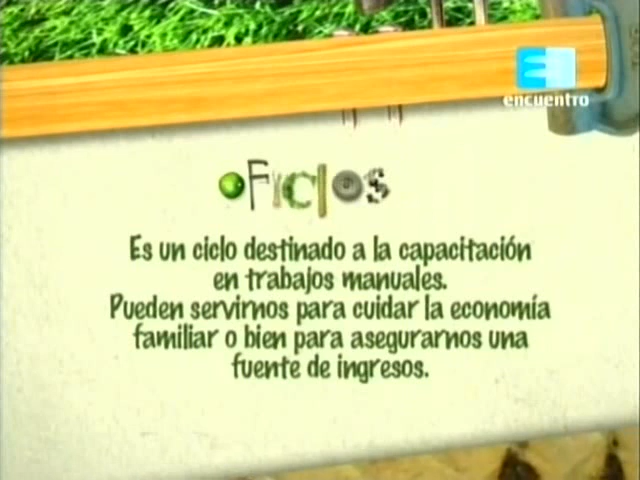 encuentro
OFICIOS
Es un ciclo destinado a la capacitación
en trabajos manuales.
Pueden servirnos para cuidar la economía
familiar o bien para asegurarnos una
fuente de ingresos.